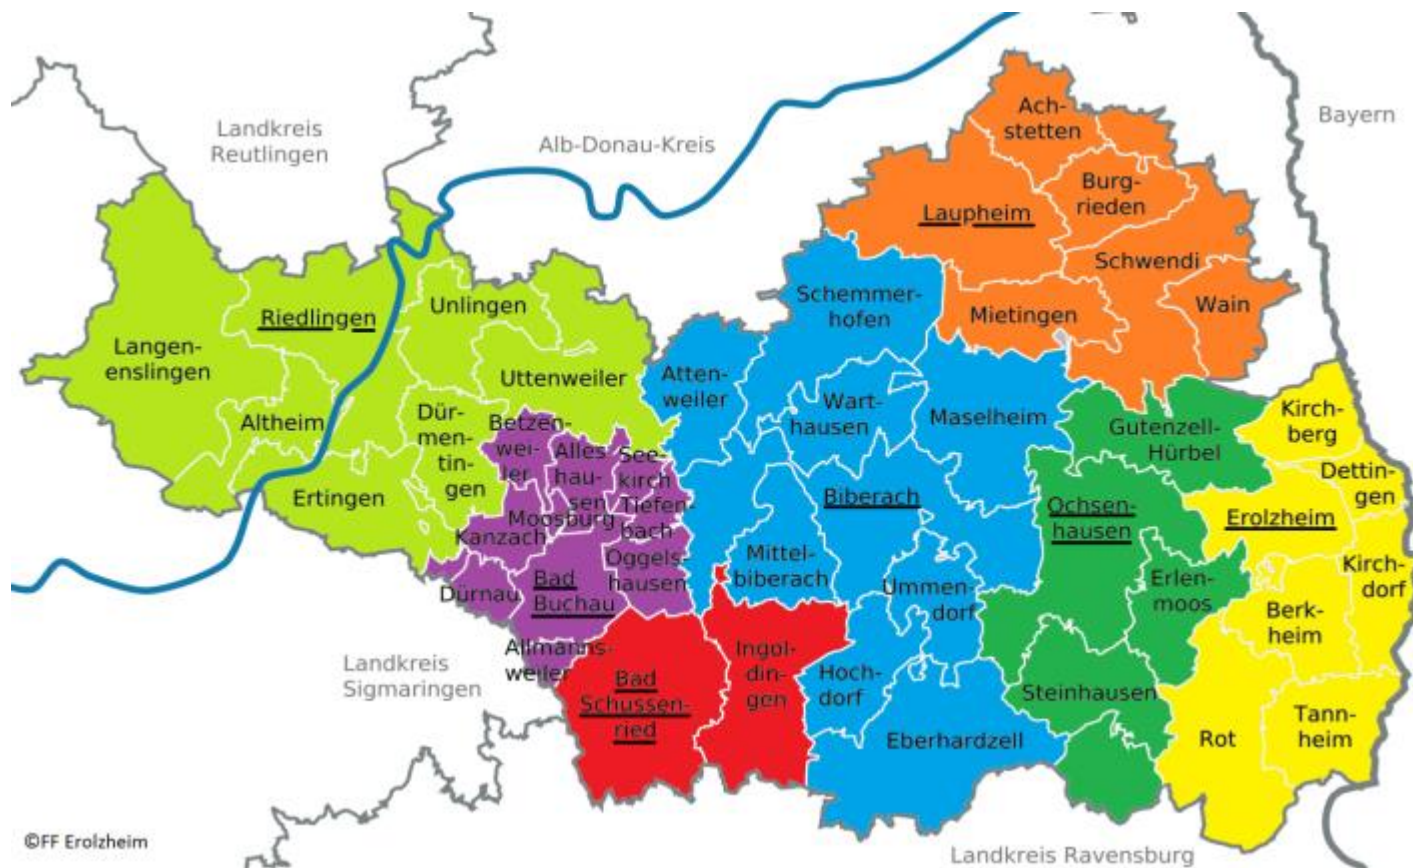 Landkreis
Reutlingen
Alb-Donau-Kreis
Bayern
Ach-
stetten
Burg-
rieden
Laupheim
Schwendi
Mietingen
Wain
Schemmer-
hofen
Unlingen
Riedlingen
Langen-
enslingen
Uttenweiler
Atten-
weiler
Wart-
hausen
Maselheim
Altheim
Dür-
men-
tin-
gen
Ertingen
Betzen-
wei-
ler
Alles
hau-
sen
See-
kirch
Tiefen-
bach
Moosburg
Kanzach
Oggels-
hausen
Dürnau
Bad
Buchau
Allmanns-
weiler
Biberach
Mittel-
biberach
Ummen-
dorf
Gutenzell-
Hürbel
Ochsen-
hausen
Erlen-
moos
Kirch-
berg
Dettin-
gen
Erolzheim
Kirch-
dorf
Berk-
heim
Landkreis
Sigmaringen
Bad
Schussen-
ried
Ingol-
din-
gen
Hoch-
dorf
Eberhardzell
Steinhausen
Rot
Tann-
heim
©FF Erolzheim
Landkreis Ravensburg